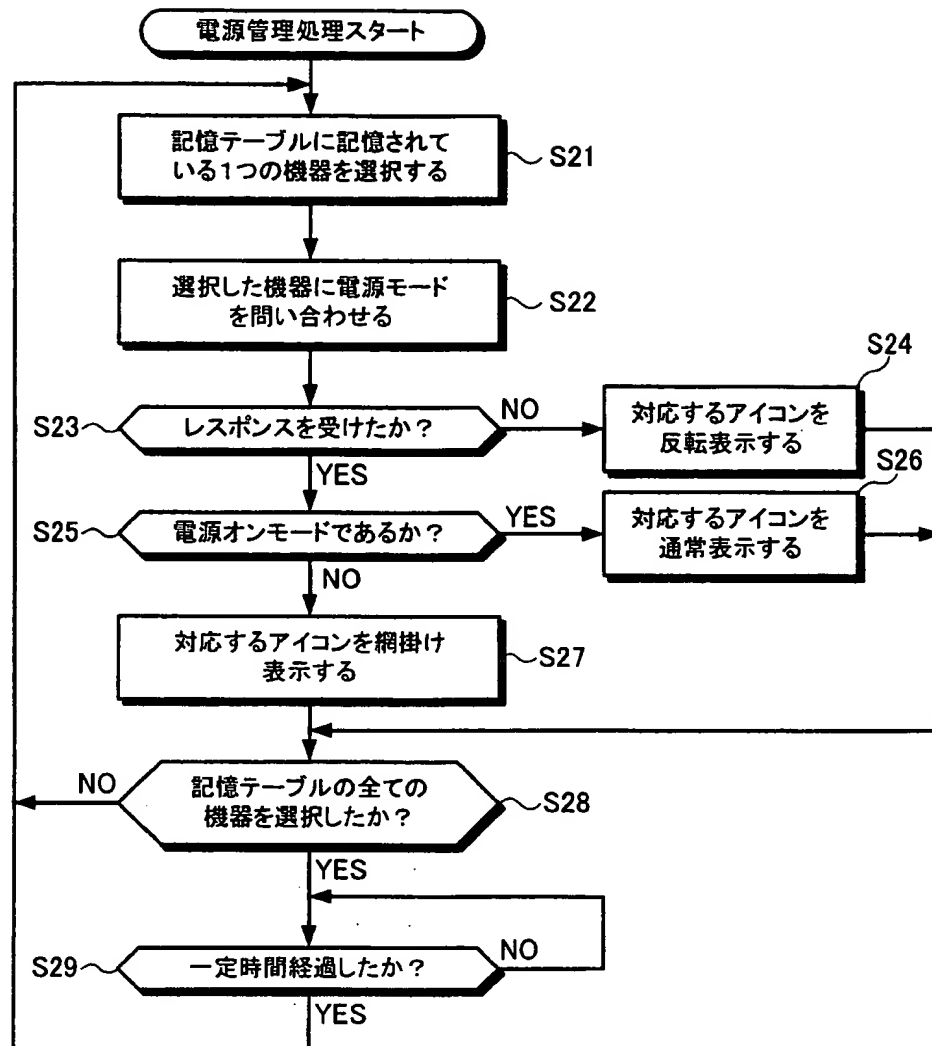 電源管理処理スタート
記憶テーブルに記憶されて
いる1つの機器を選択する
S21
選択した機器に電源モード
を問い合わせる
S22
S23
レスポンスを受けたか?
NO
YES
S24
対応するアイコンを
反転表示する
S25
電源オンモードであるか?
YES
NO
S26
対応するアイコンを
通常表示する
対応するアイコンを網掛け
表示する
S27
NO
記憶テーブルの全ての
機器を選択したか?
S28
YES
S29
一定時間経過したか?
NO
YES